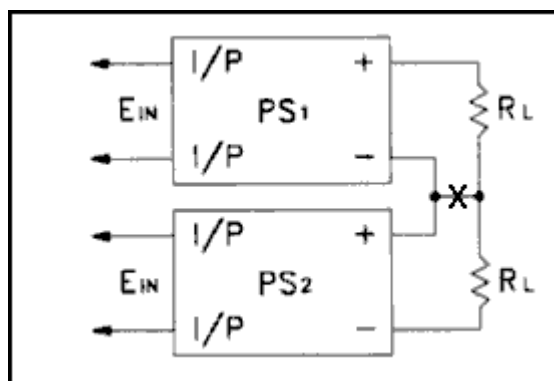 I/P +
EIN PS1 RL
I/P −
X
I/P +
EIN PS2 RL
I/P −